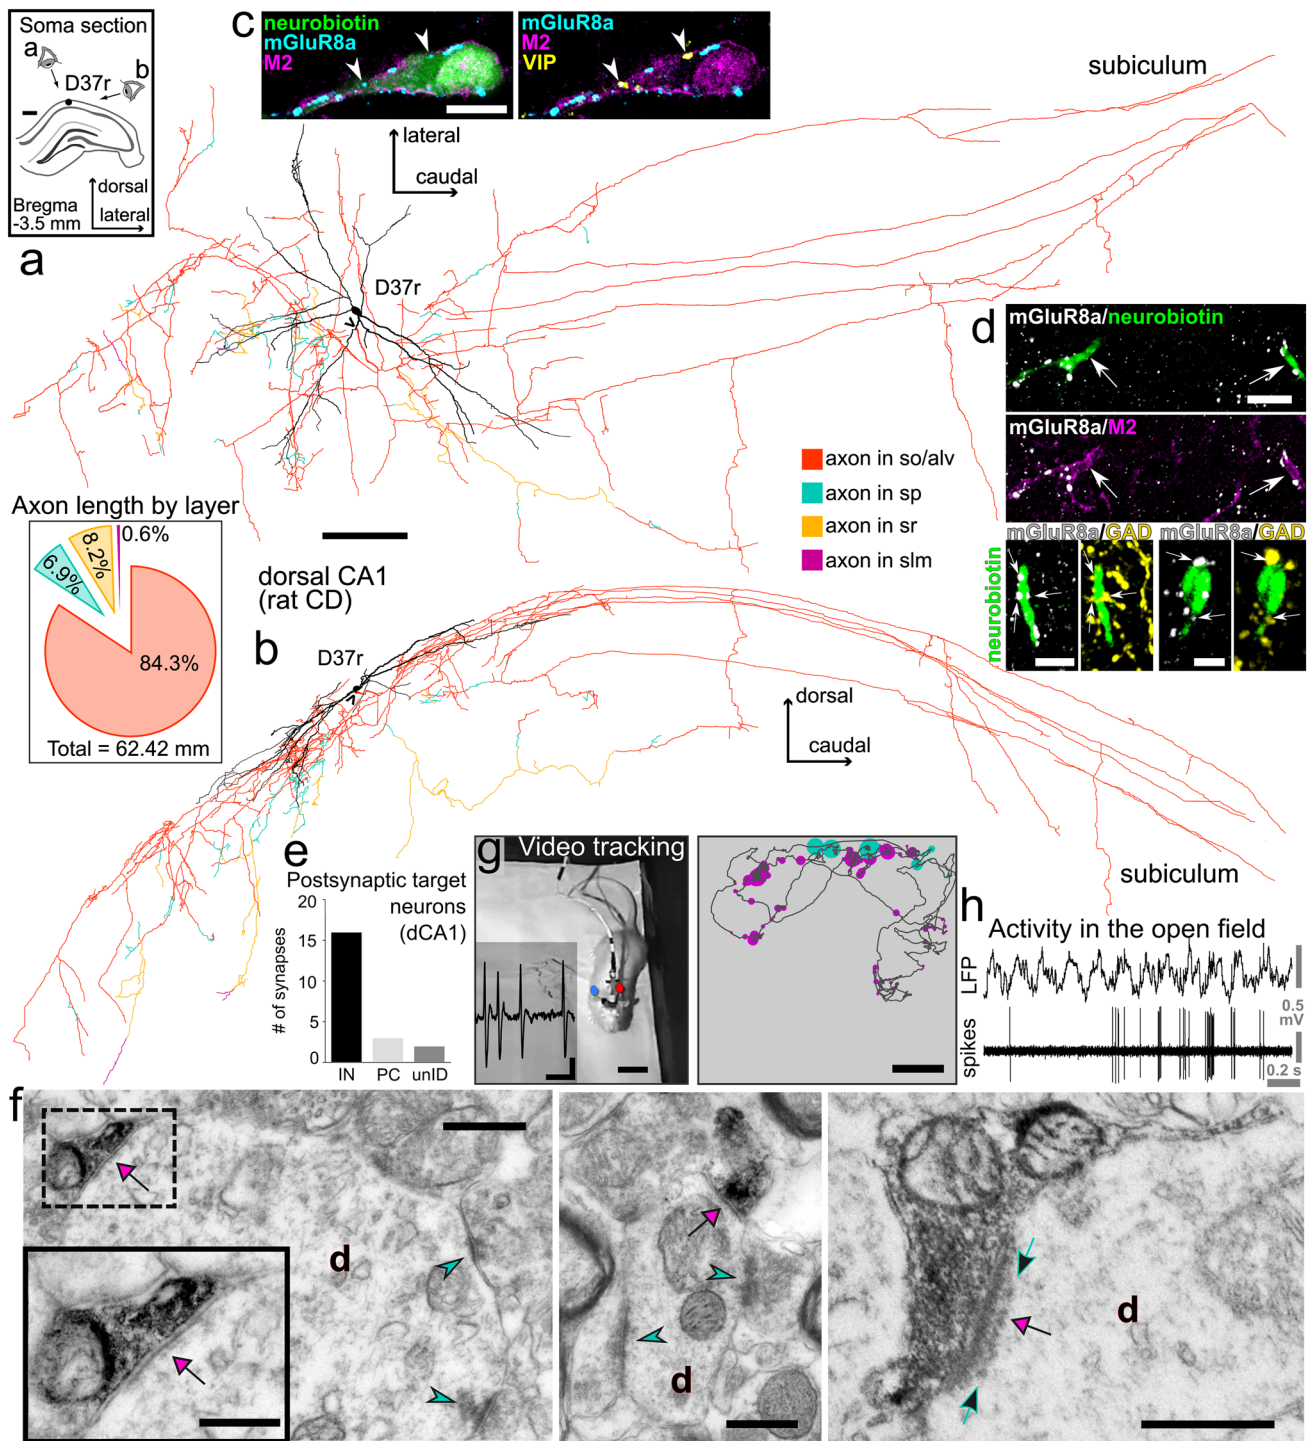 Soma section
a
b
D37r
dorsal
lateral
Bregma
-3.5 mm
c
neurobiotin
mGluR8a
M2
mGluR8a
M2
VIP
lateral
caudal
subiculum
a
D37r
d
mGluR8a/neurobiotin
mGluR8a/M2
mGluR8a/GAD
mGluR8a/GAD
neurobiotin
axon in so/alv
axon in sp
axon in sr
axon in slm
Axon length by layer
0.6%
8.2%
6.9%
84.3%
Total = 62.42 mm
dorsal CA1
(rat CD)
b
D37r
dorsal
caudal
subiculum
e
Postsynaptic target
neurons
(dCA1)
# of synapses
20
15
10
5
0
IN
PC
unID
g
Video tracking
h
Activity in the open field
LFP
0.5
mV
spikes
0.2 s
f
d
d
d